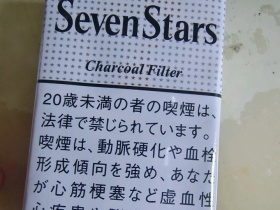 Seven Stars
Charcoal Filter
20歳未満の者の喫煙は、
法律で禁じられています。
喫煙は、動脈硬化や血栓
形成傾向を強め、あなた
が心筋梗塞など虚血性